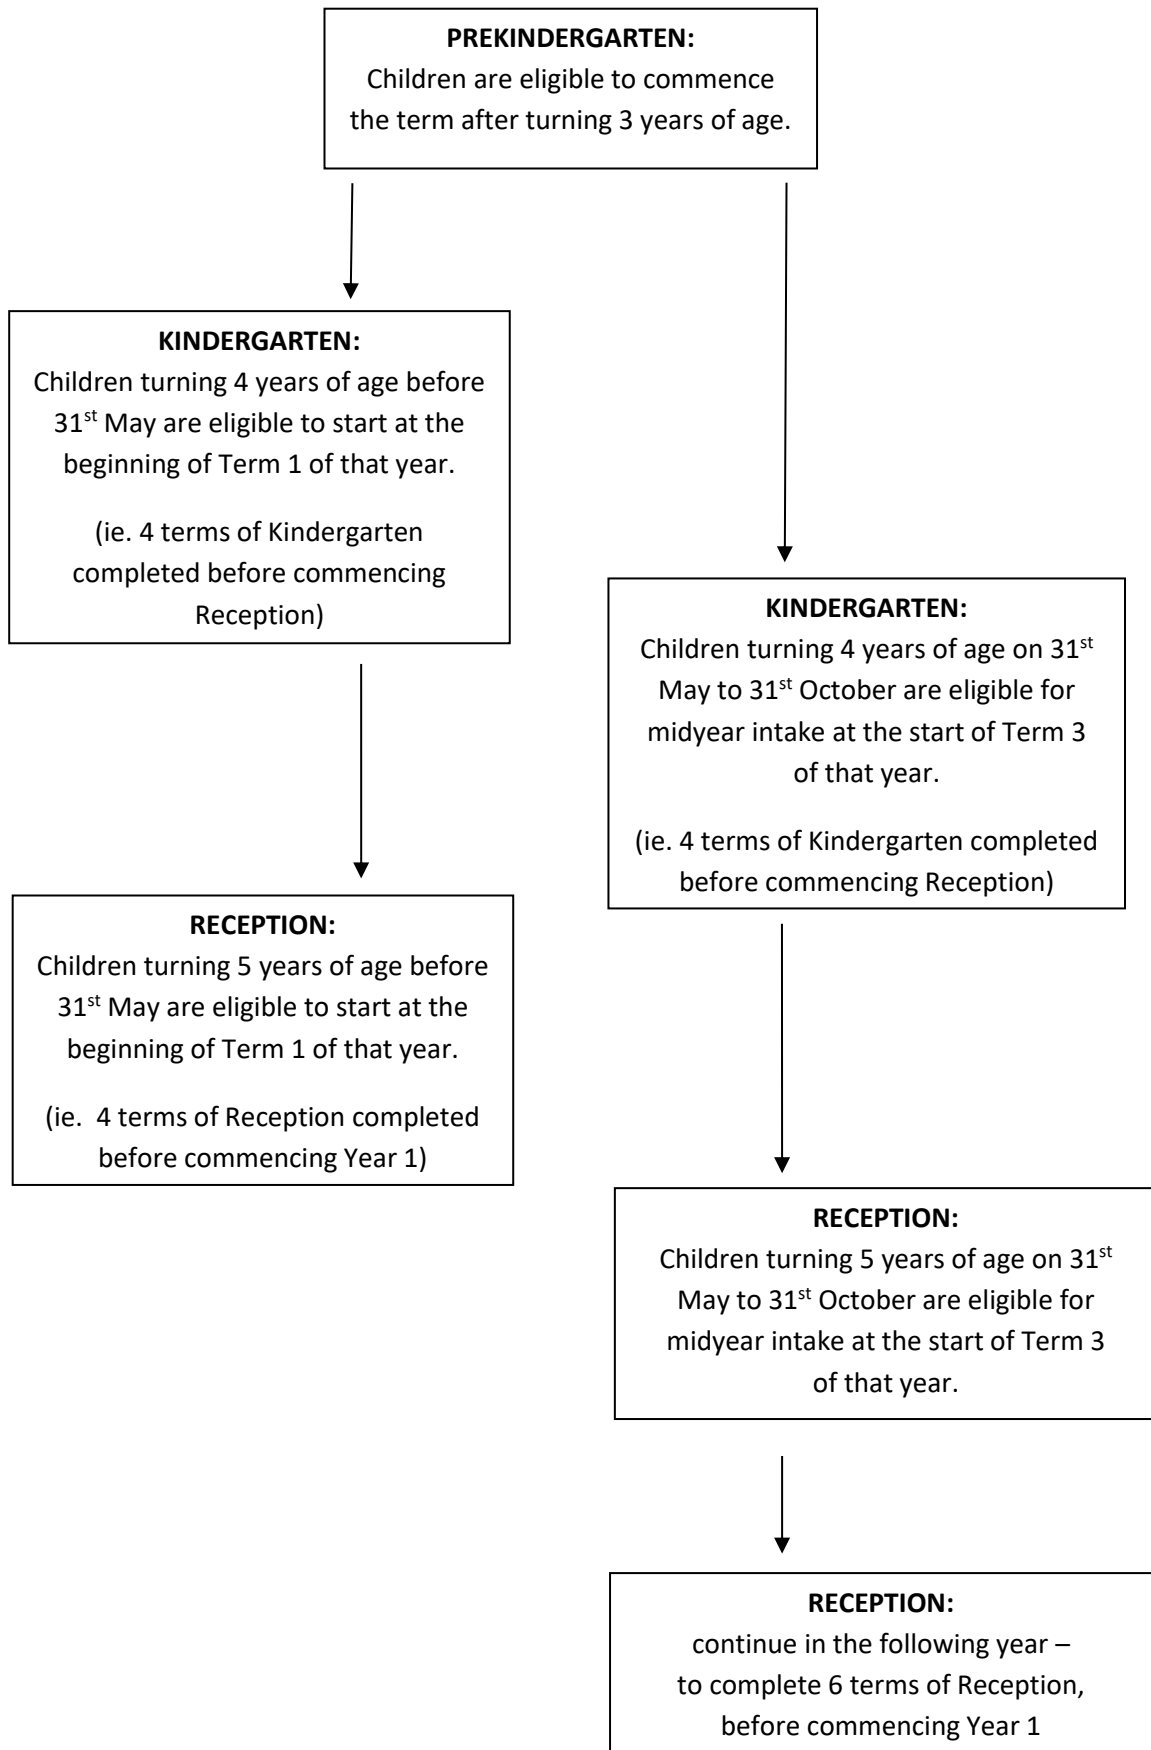 PREKINDERGARTEN:
Children are eligible to commence
the term after turning 3 years of age.
KINDERGARTEN:
Children turning 4 years of age before
31st May are eligible to start at the
beginning of Term 1 of that year.
(ie. 4 terms of Kindergarten
completed before commencing
Reception)
KINDERGARTEN:
Children turning 4 years of age on 31st
May to 31st October are eligible for
midyear intake at the start of Term 3
of that year.
(ie. 4 terms of Kindergarten completed
before commencing Reception)
RECEPTION:
Children turning 5 years of age before
31st May are eligible to start at the
beginning of Term 1 of that year.
(ie.  4 terms of Reception completed
before commencing Year 1)
RECEPTION:
Children turning 5 years of age on 31st
May to 31st October are eligible for
midyear intake at the start of Term 3
of that year.
RECEPTION:
continue in the following year –
to complete 6 terms of Reception,
before commencing Year 1